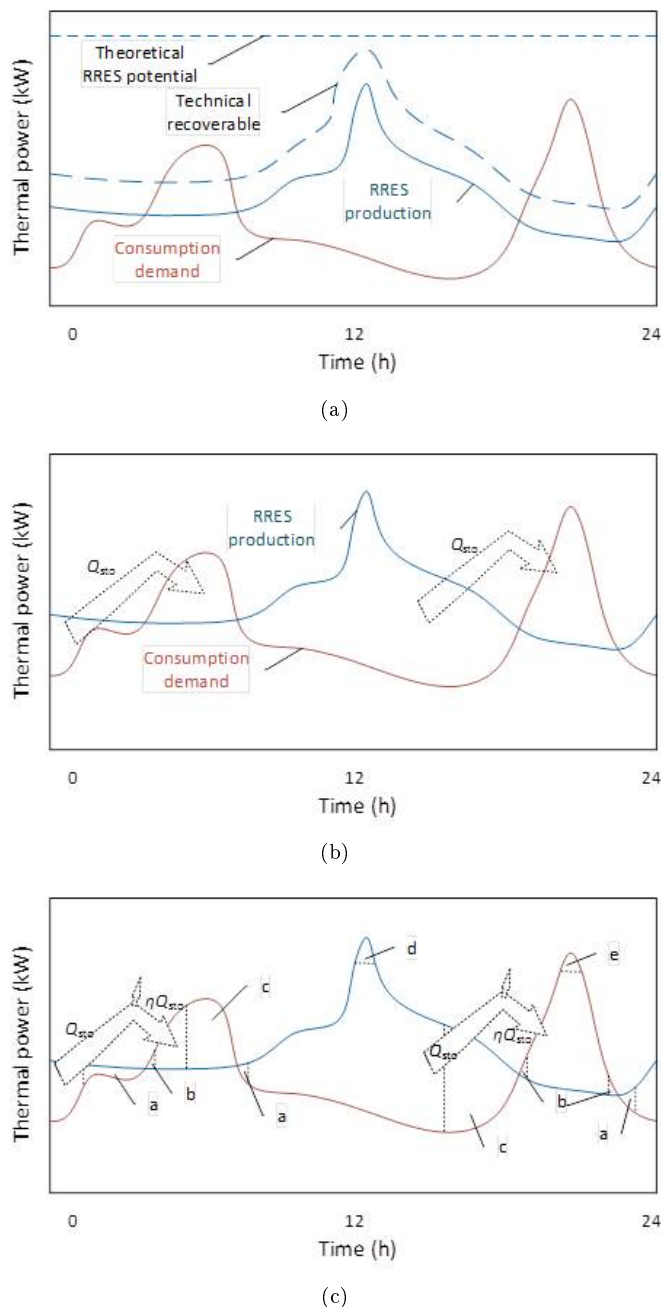 Thermal power (kW)
Theoretical
RRES potential
Technical
recoverable
RRES
production
Consumption
demand
0 12 24
Time (h)
(a)
Thermal power (kW)
RRES
production
Qsto
Qsto
Consumption
demand
0 12 24
Time (h)
(b)
Thermal power (kW)
d
e
c
ηQsto
Qsto
ηQsto
Qsto
a
b
a
b
a
c
0 12 24
Time (h)
(c)